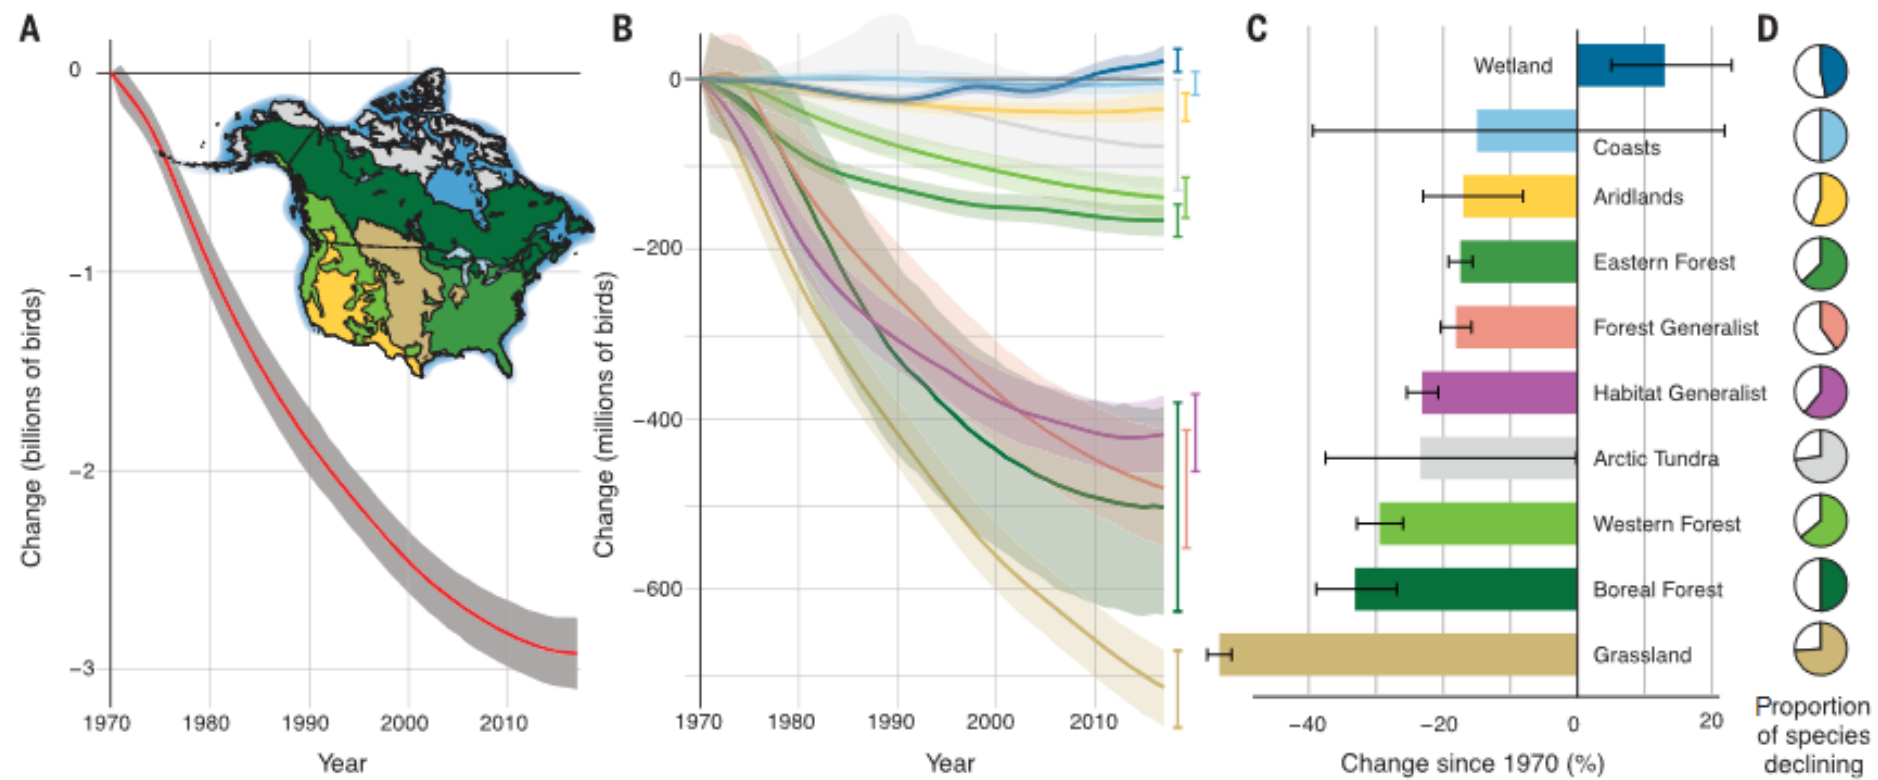 A
0
−1
−2
−3
1970 1980 1990 2000 2010
Year
Change (billions of birds)
B
0
−200
−400
−600
1970 1980 1990 2000 2010
Year
Change (millions of birds)
C
Wetland
Coasts
Aridlands
Eastern Forest
Forest Generalist
Habitat Generalist
Arctic Tundra
Western Forest
Boreal Forest
Grassland
−40 −20 0 20
Change since 1970 (%)
D
Proportion
of species
declining